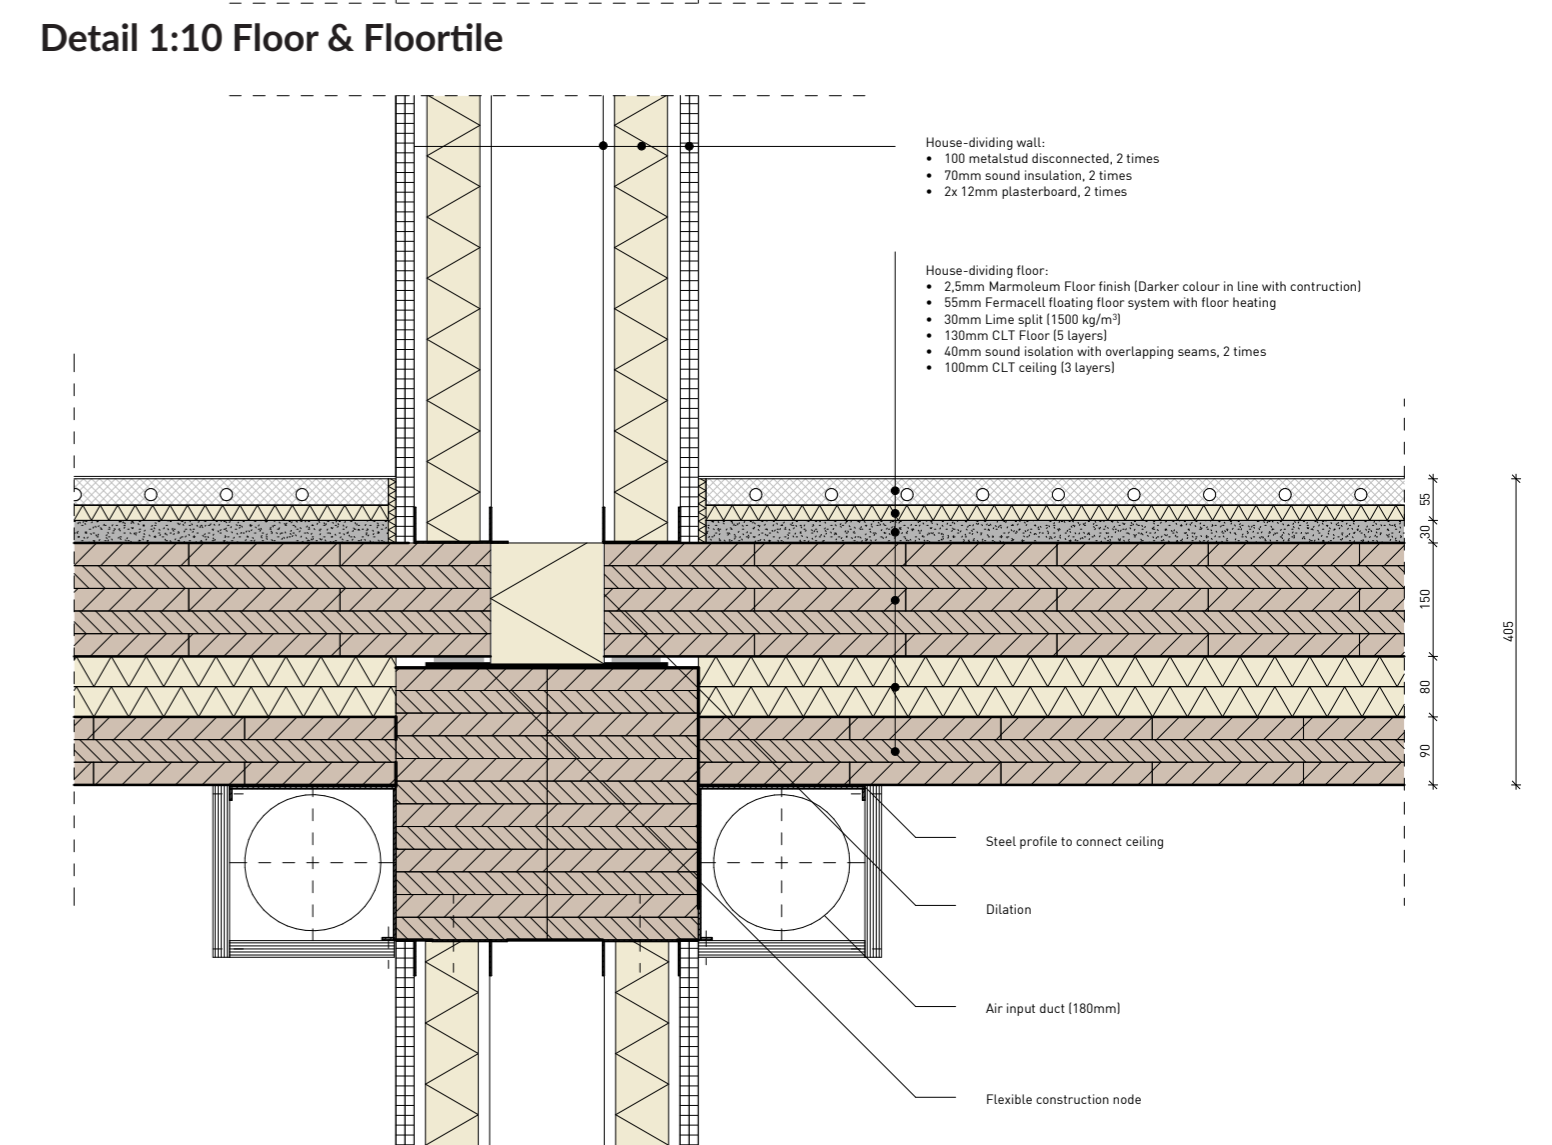 Detail 1:10 Floor & Floortile
House-dividing wall:
• 100 metalstud disconnected, 2 times
• 70mm sound insulation, 2 times
• 2x 12mm plasterboard, 2 times
House-dividing floor:
• 2,5mm Marmoleum Floor finish (Darker colour in line with contruction)
• 55mm Fermacell floating floor system with floor heating
• 30mm Lime split (1500 kg/m³)
• 130mm CLT Floor (5 layers)
• 40mm sound isolation with overlapping seams, 2 times
• 100mm CLT ceiling (3 layers)
55
30
150
80
90
405
Steel profile to connect ceiling
Dilation
Air input duct (180mm)
Flexible construction node